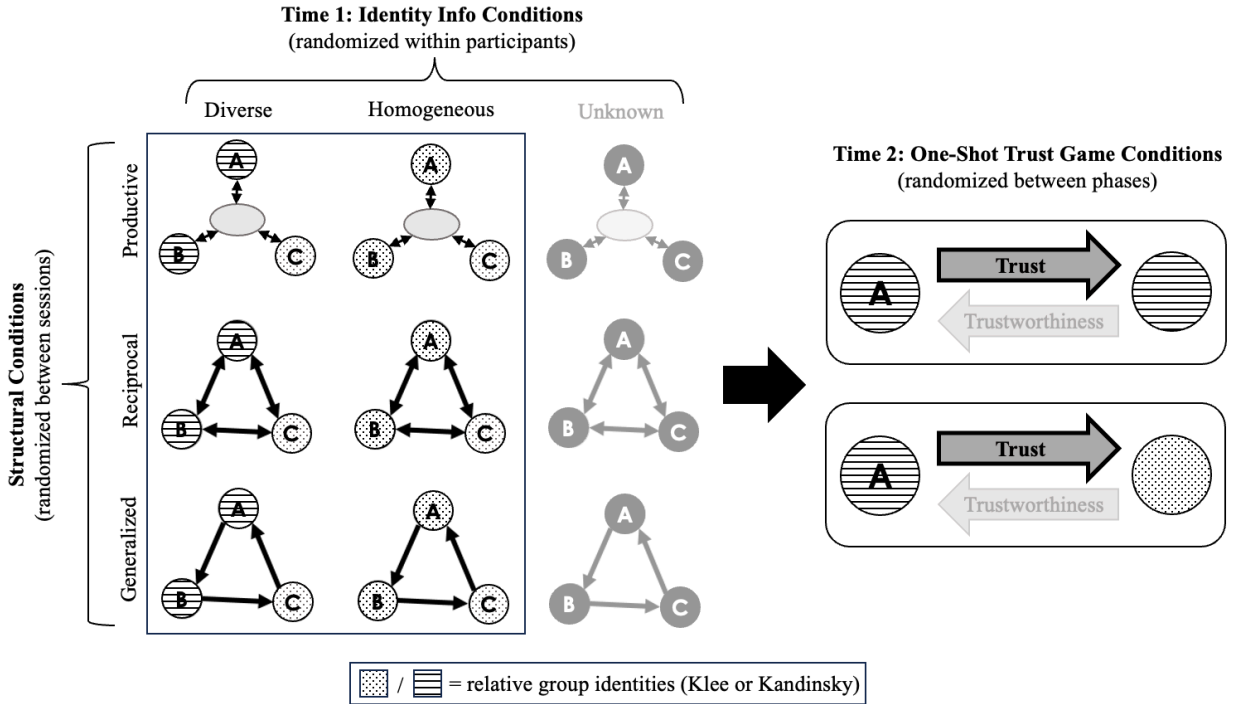 Time 1: Identity Info Conditions
(randomized within participants)
Diverse
Homogeneous
Unknown
Structural Conditions
(randomized between sessions)
Productive
A
B
C
A
B
C
A
B
C
Reciprocal
A
B
C
A
B
C
A
B
C
Generalized
A
B
C
A
B
C
A
B
C
Time 2: One-Shot Trust Game Conditions
(randomized between phases)
A
Trust
Trustworthiness
A
Trust
Trustworthiness
/ = relative group identities (Klee or Kandinsky)